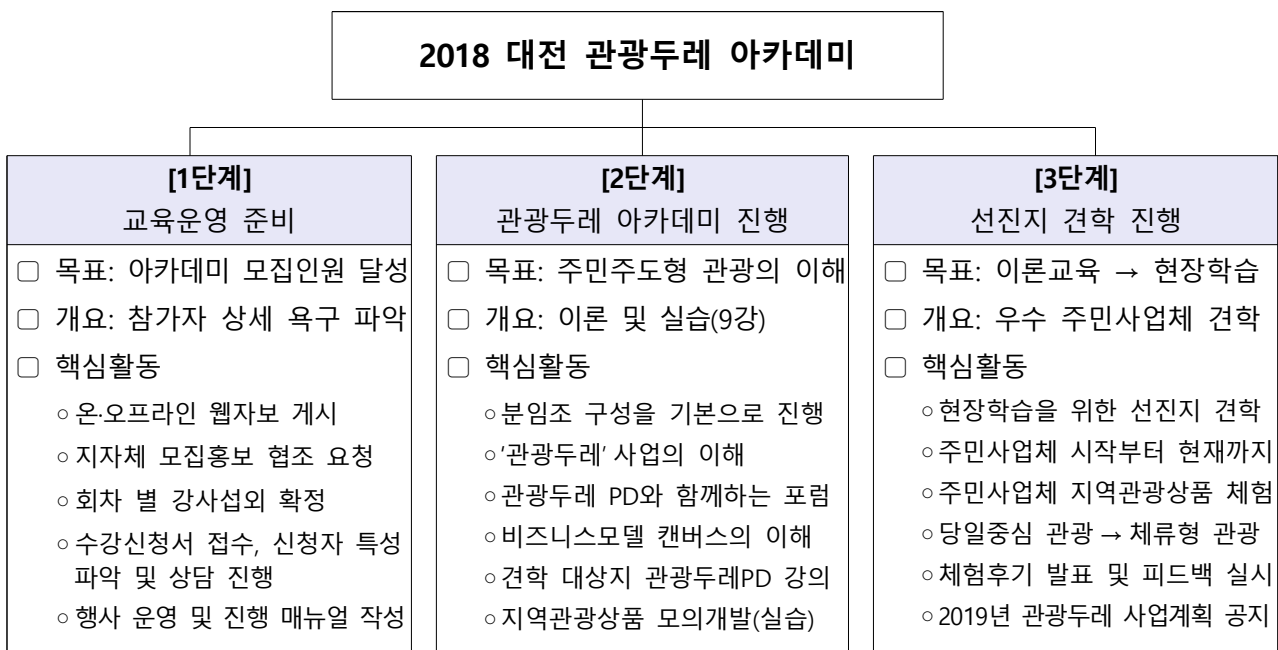 2018 대전 관광두레 아카데미
[1단계]
교육운영 준비
□ 목표: 아카데미 모집인원 달성
□ 개요: 참가자 상세 욕구 파악
□ 핵심활동
○온·오프라인 웹자보 게시
○지자체 모집홍보 협조 요청
○회차 별 강사섭외 확정
○수강신청서 접수, 신청자 특성
파악 및 상담 진행
○행사 운영 및 진행 매뉴얼 작성
[2단계]
관광두레 아카데미 진행
□ 목표: 주민주도형 관광의 이해
□ 개요: 이론 및 실습(9강)
□ 핵심활동
○분임조 구성을 기본으로 진행
○'관광두레' 사업의 이해
○관광두레 PD와 함께하는 포럼
○비즈니스모델 캔버스의 이해
○견학 대상지 관광두레PD 강의
○지역관광상품 모의개발(실습)
[3단계]
선진지 견학 진행
□ 목표: 이론교육 → 현장학습
□ 개요: 우수 주민사업체 견학
□ 핵심활동
○현장학습을 위한 선진지 견학
○주민사업체 시작부터 현재까지
○주민사업체 지역관광상품 체험
○당일중심 관광 → 체류형 관광
○체험후기 발표 및 피드백 실시
○2019년 관광두레 사업계획 공지